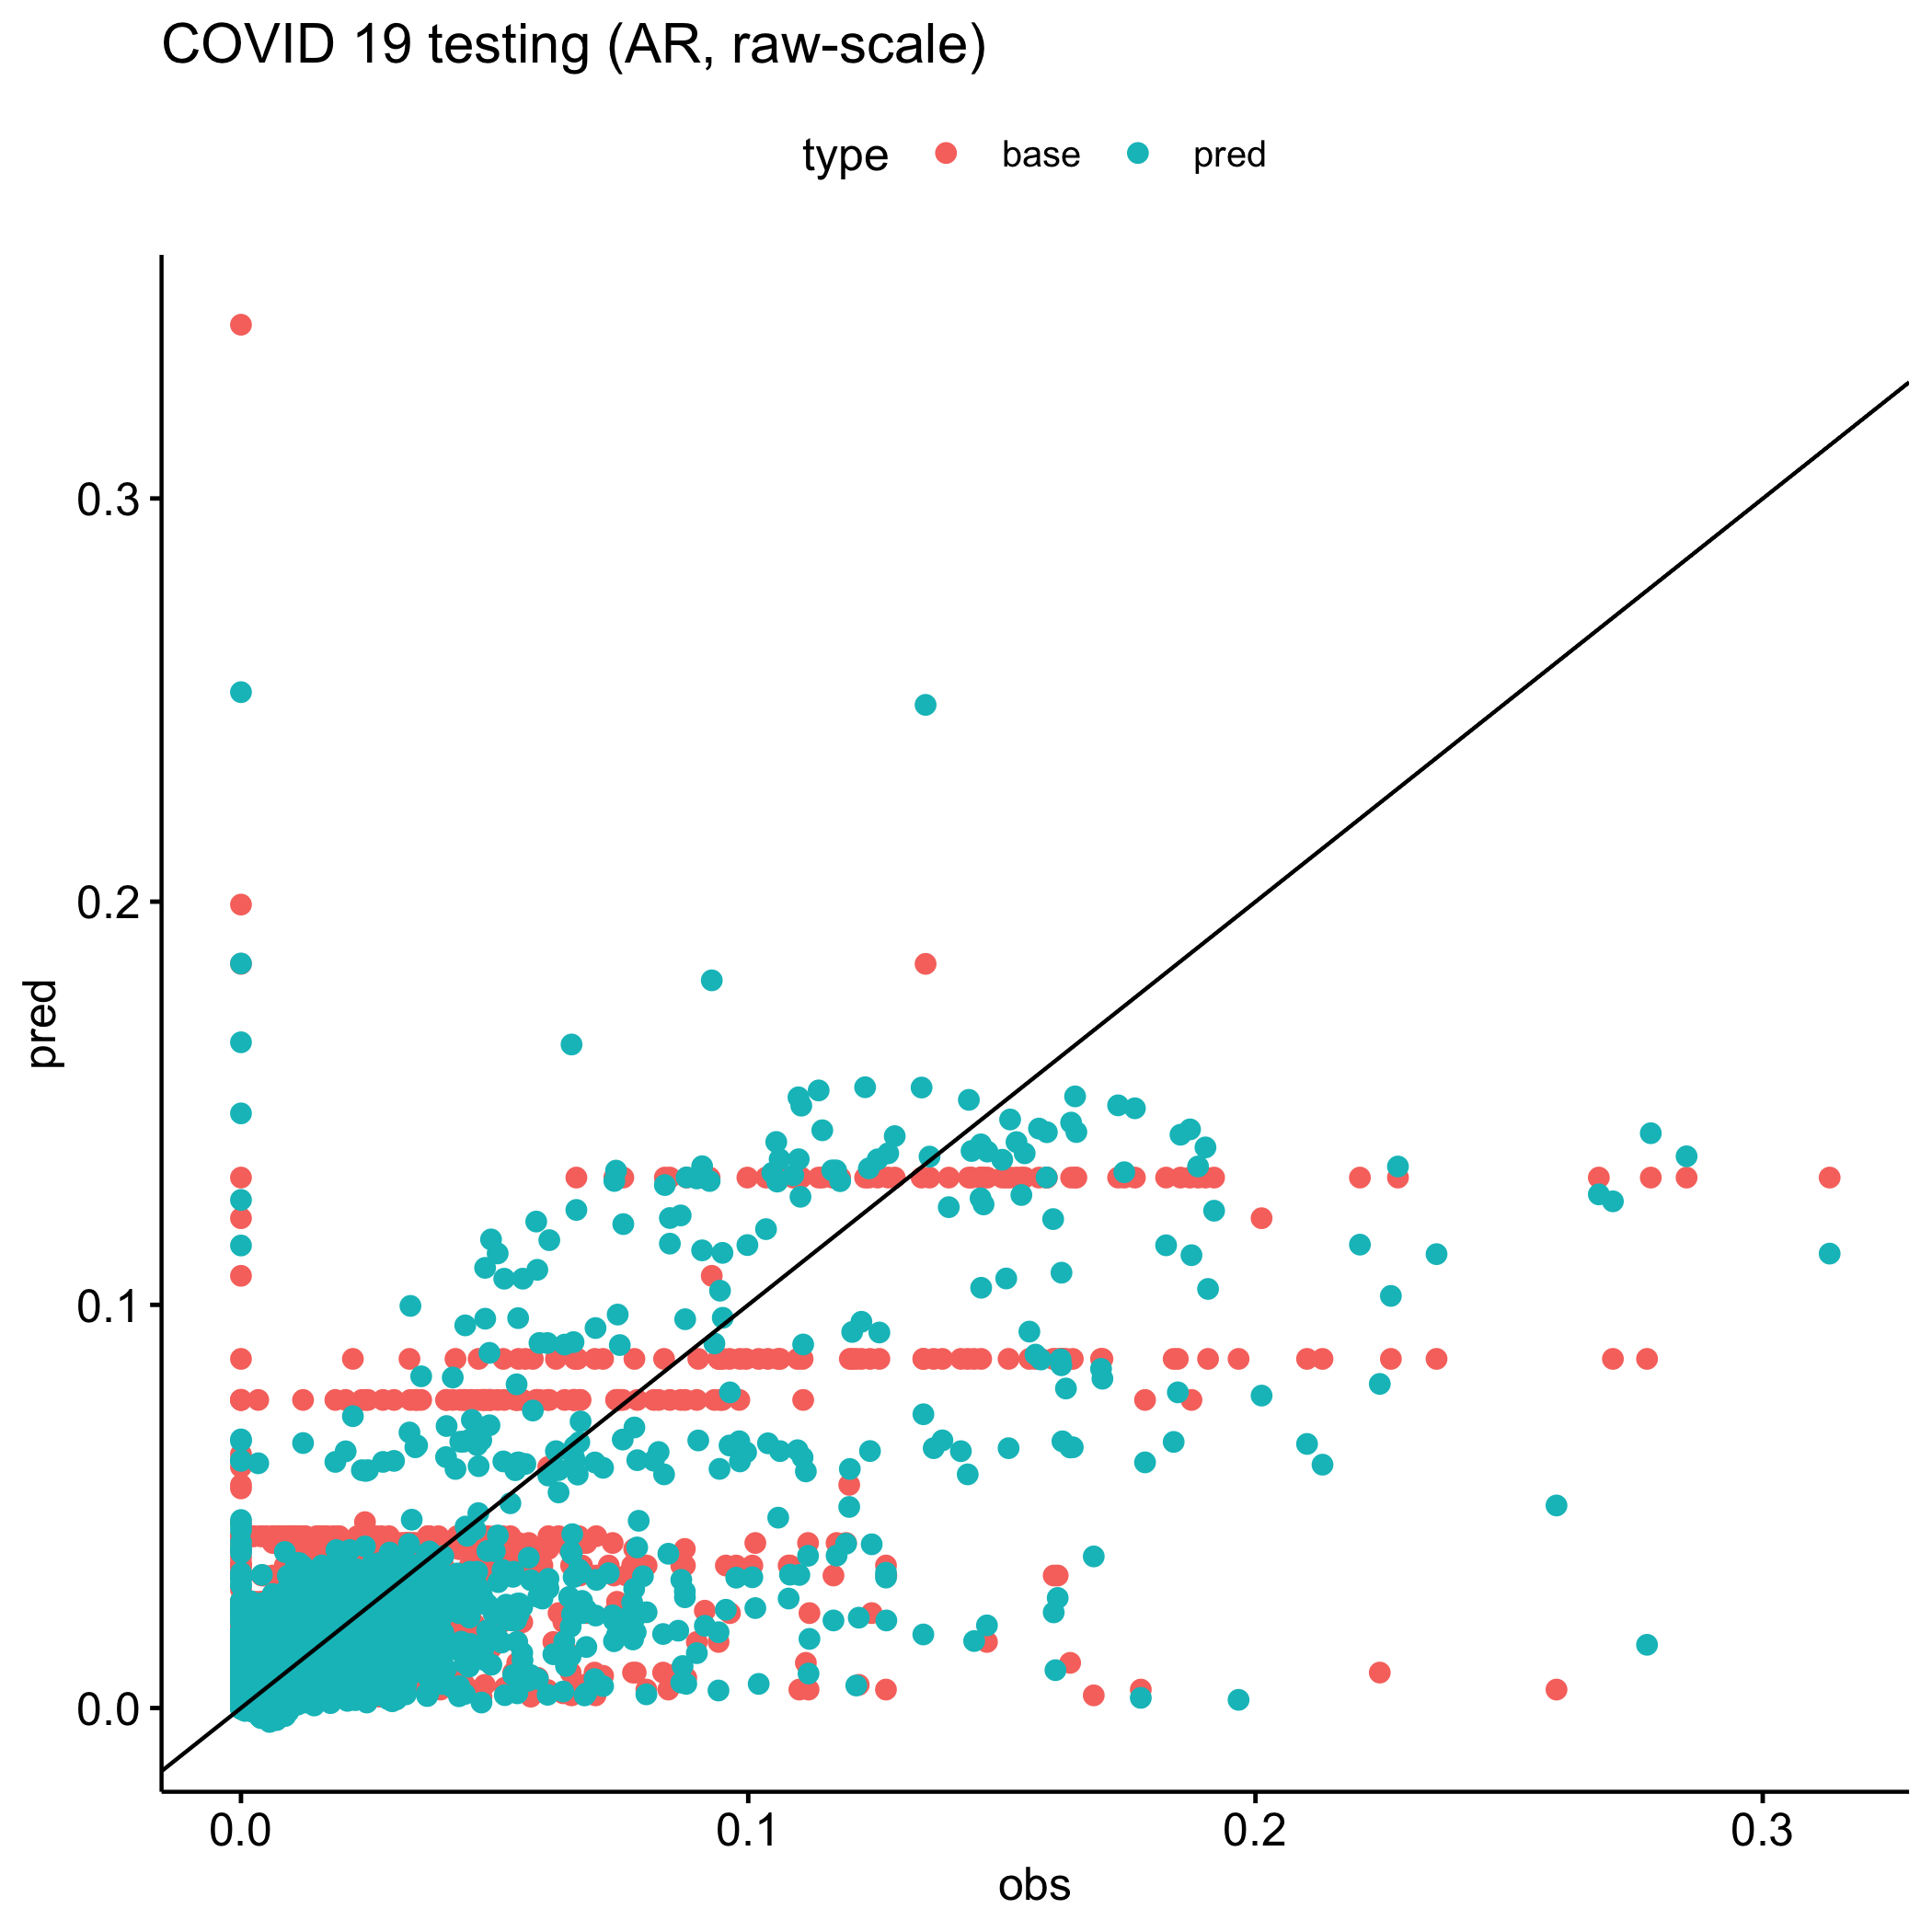 COVID 19 testing (AR, raw-scale)
type base pred
0.3
0.2
0.1
0.0
pred
0.0 0.1 0.2 0.3
obs